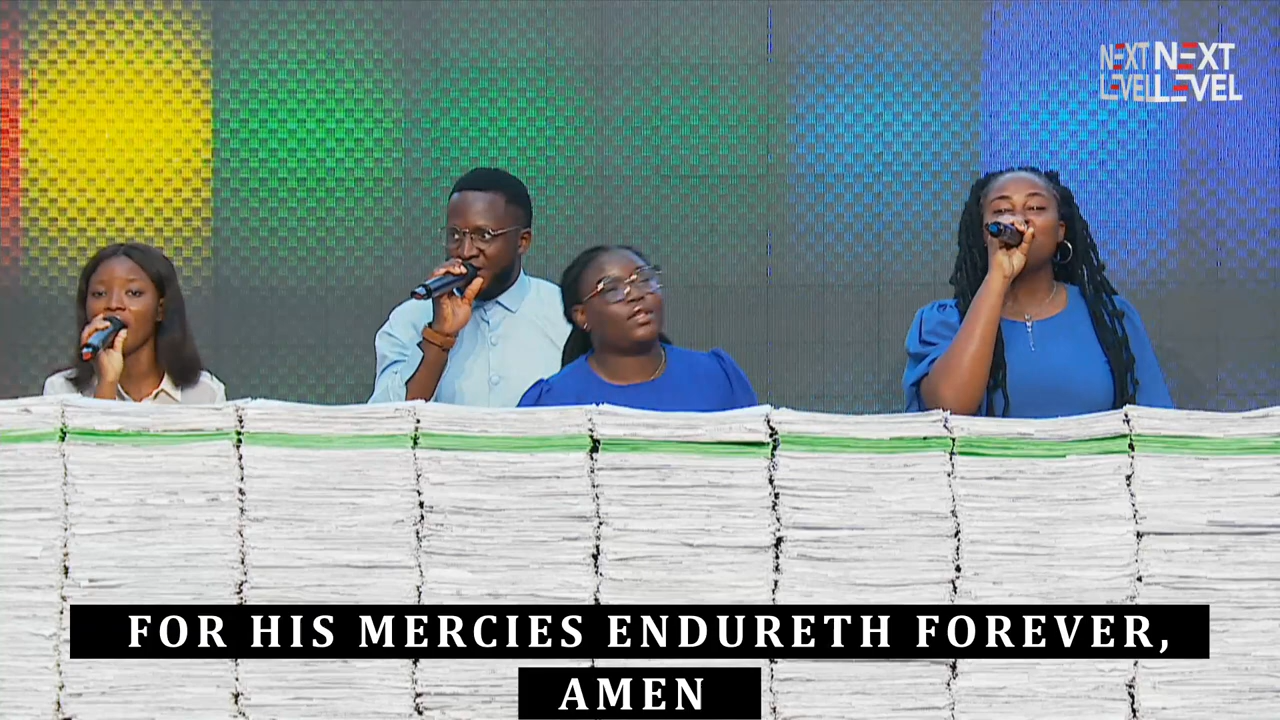 NEXT NEXT
LEVEL LEVEL
FOR HIS MERCIES ENDURETH FOREVER,
AMEN